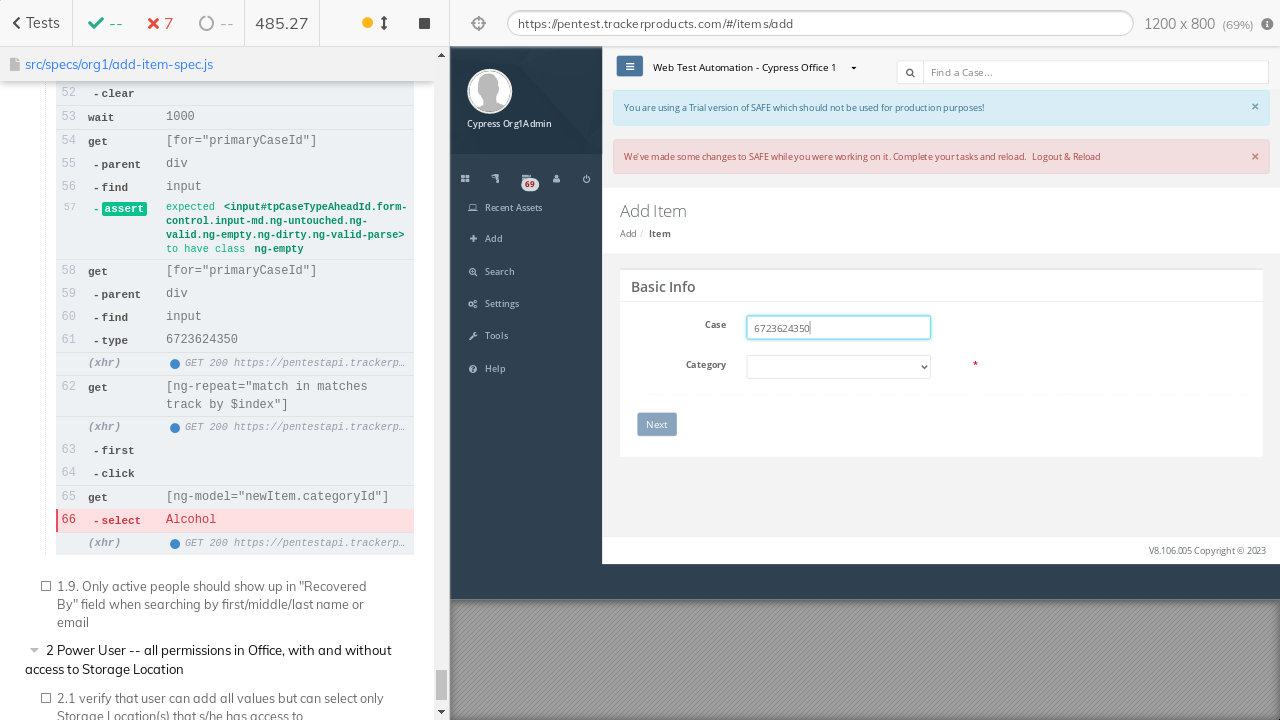 Tests
--
7
--
485.27
https://pentest.trackerproducts.com/#/items/add
1200 x 800 (69%)
src/specs/org1/add-item-spec.js
52 - clear
53 wait 1000
54 get [for="primaryCaseId"]
55 - parent div
56 - find input
57 - assert expected <input#tpCaseTypeAheadId.form-
control.input-md.ng-untouched.ng-
valid.ng-empty.ng-dirty.ng-valid-parse>
to have class ng-empty
58 get [for="primaryCaseId"]
59 - parent div
60 - find input
61 - type 6723624350
(xhr) GET 200 https://pentestapi.trackerp…
62 get [ng-repeat="match in matches
track by $index"]
(xhr) GET 200 https://pentestapi.trackerp…
63 - first
64 - click
65 get [ng-model="newItem.categoryId"]
66 - select Alcohol
(xhr) GET 200 https://pentestapi.trackerp…
1.9. Only active people should show up in "Recovered
By" field when searching by first/middle/last name or
email
2 Power User -- all permissions in Office, with and without
access to Storage Location
2.1 verify that user can add all values but can select only
Storage Location(s) that s/he has access to
Cypress Org1Admin
69
Recent Assets
Add
Search
Settings
Tools
Help
Web Test Automation - Cypress Office 1
Find a Case...
You are using a Trial version of SAFE which should not be used for production purposes!
×
We've made some changes to SAFE while you were working on it. Complete your tasks and reload. Logout & Reload
×
Add Item
Add / Item
Basic Info
Case 6723624350
Category *
Next
V8.106.005 Copyright © 2023